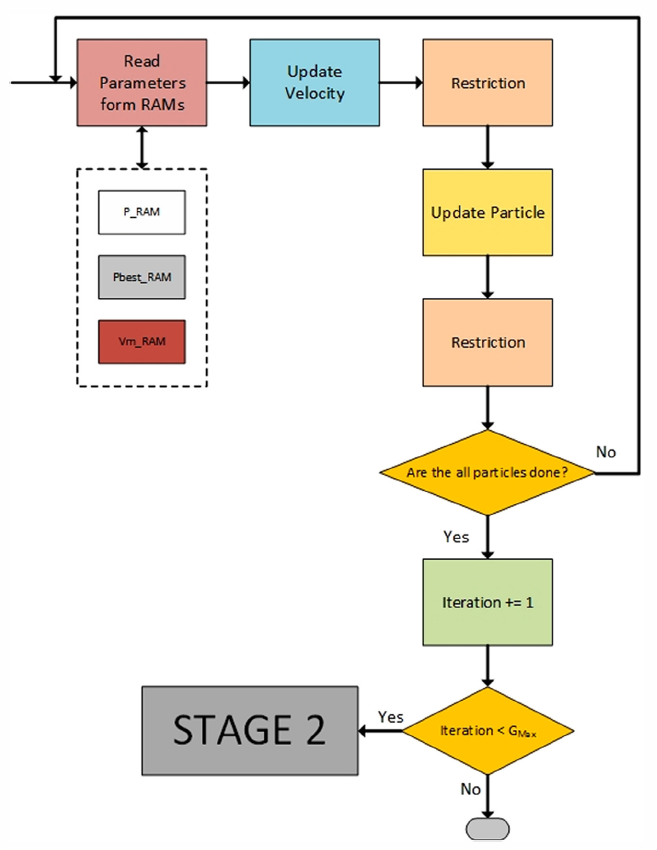 Read
Parameters
form RAMs
Update
Velocity
Restriction
P_RAM
Pbest_RAM
Vm_RAM
Update Particle
Restriction
Are the all particles done?
No
Yes
Iteration += 1
Iteration < GMax
Yes
STAGE 2
No